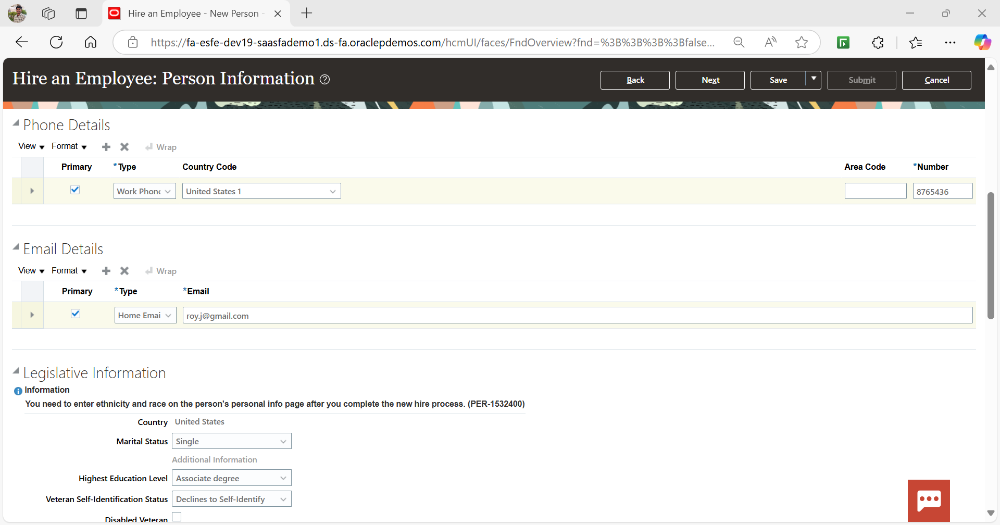 Hire an Employee - New Person -
https://fa-esfe-dev19-saasfademo1.ds-fa.oraclepdemos.com/hcmUI/faces/FndOverview?fnd=%3B%3B%3B%3Bfalse...
Hire an Employee: Person Information
Back Next Save Submit Cancel
Phone Details
View Format Wrap
Primary *Type Country Code Area Code *Number
Work Phone United States 1 8765436
Email Details
View Format Wrap
Primary *Type *Email
Home Emai roy.j@gmail.com
Legislative Information
Information
You need to enter ethnicity and race on the person's personal info page after you complete the new hire process. (PER-1532400)
Country United States
Marital Status Single
Additional Information
Highest Education Level Associate degree
Veteran Self-Identification Status Declines to Self-Identify
Disabled Veteran